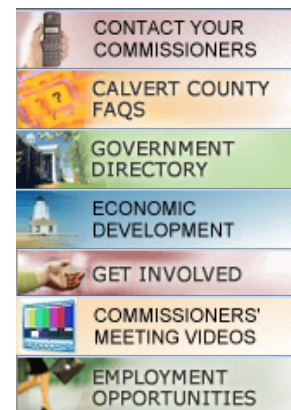 CONTACT YOUR
COMMISSIONERS
?
CALVERT COUNTY
FAQS
GOVERNMENT
DIRECTORY
ECONOMIC
DEVELOPMENT
GET INVOLVED
COMMISSIONERS'
MEETING VIDEOS
EMPLOYMENT
OPPORTUNITIES